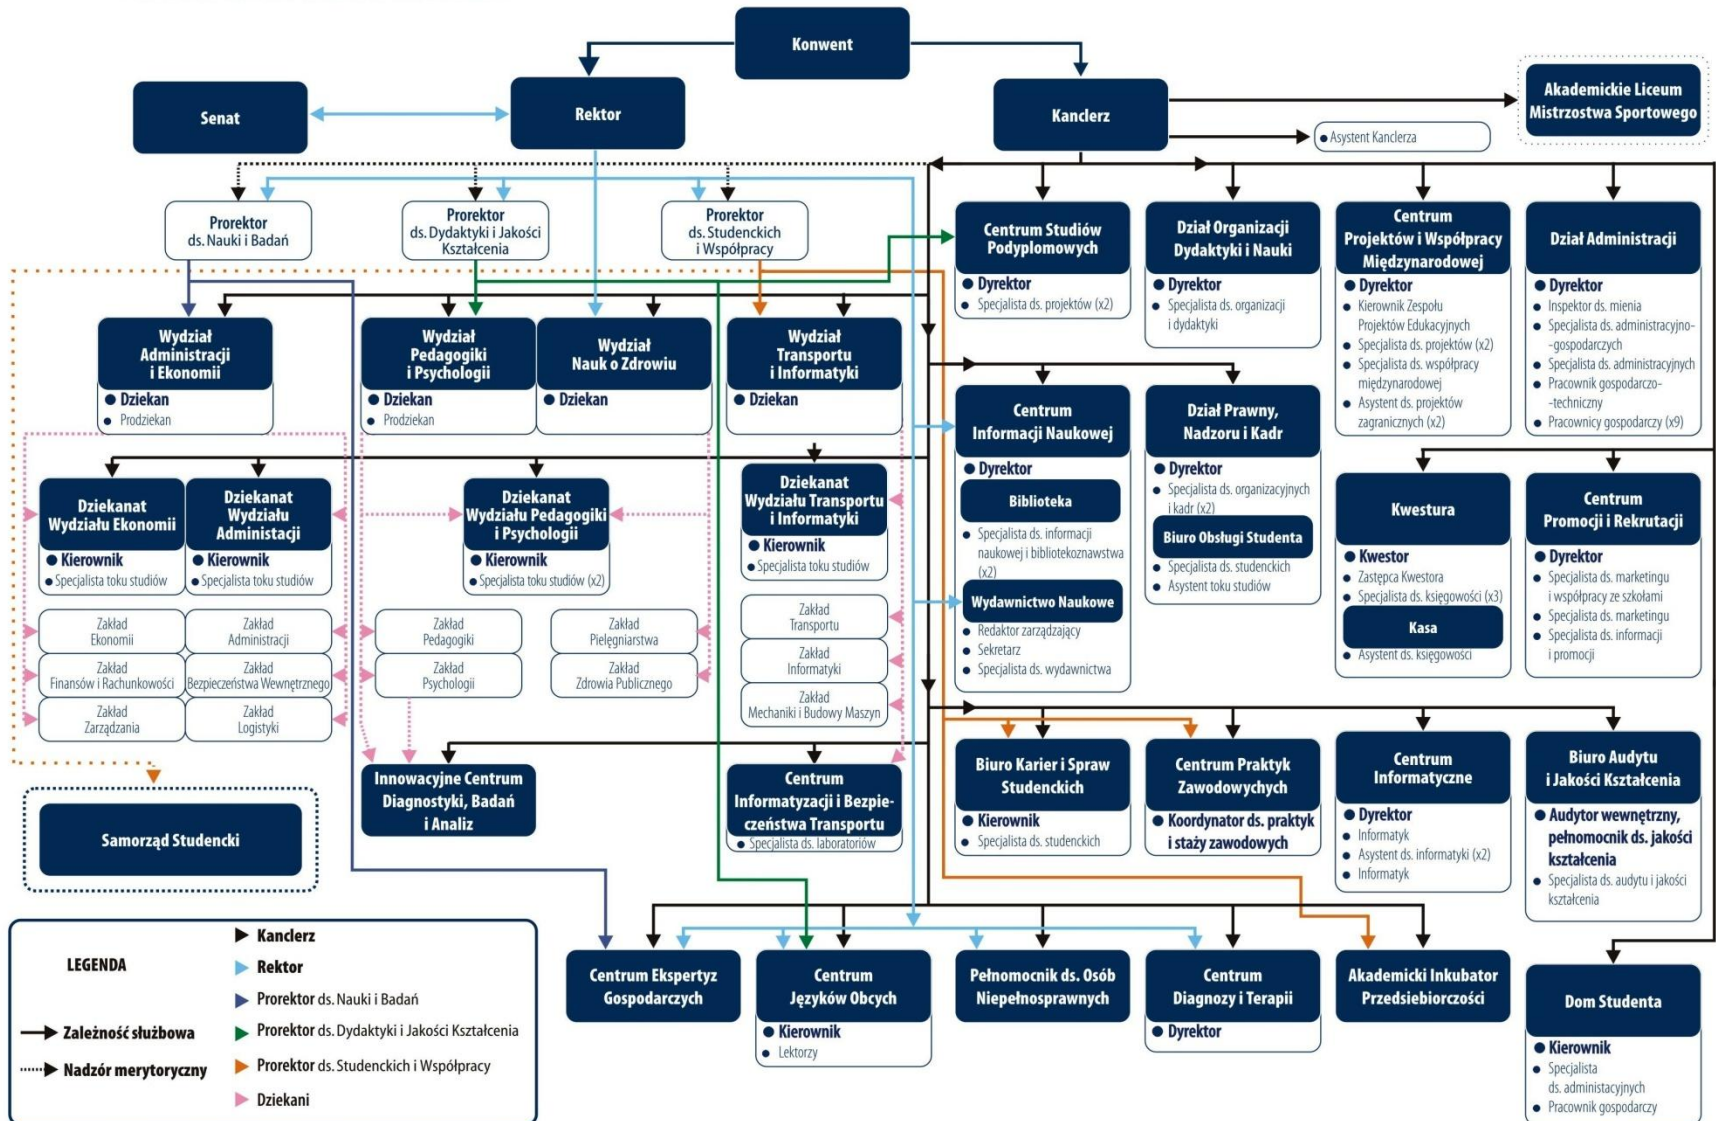 Konwent
Senat
Rektor
Kanclerz
Akademickie Liceum
Mistrzostwa Sportowego
Asystent Kanclerza
Prorektor
ds. Nauki i Badań
Prorektor
ds. Dydaktyki i Jakości
Kształcenia
Prorektor
ds. Studenckich
i Współpracy
Centrum Studiów
Podyplomowych
Dyrektor
Specjalista ds. projektów (x2)
Dział Organizacji
Dydaktyki i Nauki
Dyrektor
Specjalista ds. organizacji
i dydaktyki
Centrum
Projektów i Współpracy
Międzynarodowej
Dyrektor
Kierownik Zespołu
Projektów Edukacyjnych
Specjalista ds. projektów (x2)
Specjalista ds. współpracy
międzynarodowej
Asystent ds. projektów
zagranicznych (x2)
Dział Administracji
Dyrektor
Inspektor ds. mienia
Specjalista ds. administracyjno-
-gospodarczych
Specjalista ds. administracyjnych
Pracownik gospodarczo-
-techniczny
Pracownicy gospodarczy (x9)
Wydział
Administracji
i Ekonomii
Dziekan
Prodziekan
Wydział
Pedagogiki
i Psychologii
Dziekan
Prodziekan
Wydział
Nauk o Zdrowiu
Dziekan
Wydział
Transportu
i Informatyki
Dziekan
Centrum
Informacji Naukowej
Dyrektor
Biblioteka
Specjalista ds. informacji
naukowej i bibliotekoznawstwa
(x2)
Wydawnictwo Naukowe
Redaktor zarządzający
Sekretarz
Specjalista ds. wydawnictwa
Dział Prawny,
Nadzoru i Kadr
Dyrektor
Specjalista ds. organizacyjnych
i kadr (x2)
Biuro Obsługi Studenta
Specjalista ds. studenckich
Asystent toku studiów
Kwestura
Kwestor
Zastępca Kwestora
Specjalista ds. księgowości (x3)
Kasa
Asystent ds. księgowości
Centrum
Promocji i Rekrutacji
Dyrektor
Specjalista ds. marketingu
i współpracy ze szkołami
Specjalista ds. marketingu
Specjalista ds. informacji
i promocji
Dziekanat
Wydziału Ekonomii
Kierownik
Specjalista toku studiów
Dziekanat
Wydziału
Administacji
Kierownik
Specjalista toku studiów
Dziekanat
Wydziału Pedagogiki
i Psychologii
Kierownik
Specjalista toku studiów (x2)
Dziekanat
Wydziału Transportu
i Informatyki
Kierownik
Specjalista toku studiów
Zakład
Ekonomii
Zakład
Administracji
Zakład
Finansów i Rachunkowości
Zakład
Bezpieczeństwa Wewnętrznego
Zakład
Zarządzania
Zakład
Logistyki
Zakład
Pedagogiki
Zakład
Psychologii
Zakład
Pielęgniarstwa
Zakład
Zdrowia Publicznego
Zakład
Transportu
Zakład
Informatyki
Zakład
Mechaniki i Budowy Maszyn
Samorząd Studencki
Innowacyjne Centrum
Diagnostyki, Badań
i Analiz
Centrum
Informatyzacji i Bezpie-
czeństwa Transportu
Specjalista ds. laboratoriów
Biuro Karier i Spraw
Studenckich
Kierownik
Specjalista ds. studenckich
Centrum Praktyk
Zawodowychych
Koordynator ds. praktyk
i staży zawodowych
Centrum
Informatyczne
Dyrektor
Informatyk
Asystent ds. informatyki (x2)
Informatyk
Biuro Audytu
i Jakości Kształcenia
Audytor wewnętrzny,
pełnomocnik ds. jakości
kształcenia
Specjalista ds. audytu i jakości
kształcenia
Centrum Ekspertyz
Gospodarczych
Centrum
Języków Obcych
Kierownik
Lektorzy
Pełnomocnik ds. Osób
Niepełnosprawnych
Centrum
Diagnozy i Terapii
Dyrektor
Akademicki Inkubator
Przedsiebiorczości
Dom Studenta
Kierownik
Specjalista
ds. administacyjnych
Pracownik gospodarczy
LEGENDA
Zależność służbowa
Nadzór merytoryczny
Kanclerz
Rektor
Prorektor ds. Nauki i Badań
Prorektor ds. Dydaktyki i Jakości Kształcenia
Prorektor ds. Studenckich i Współpracy
Dziekani